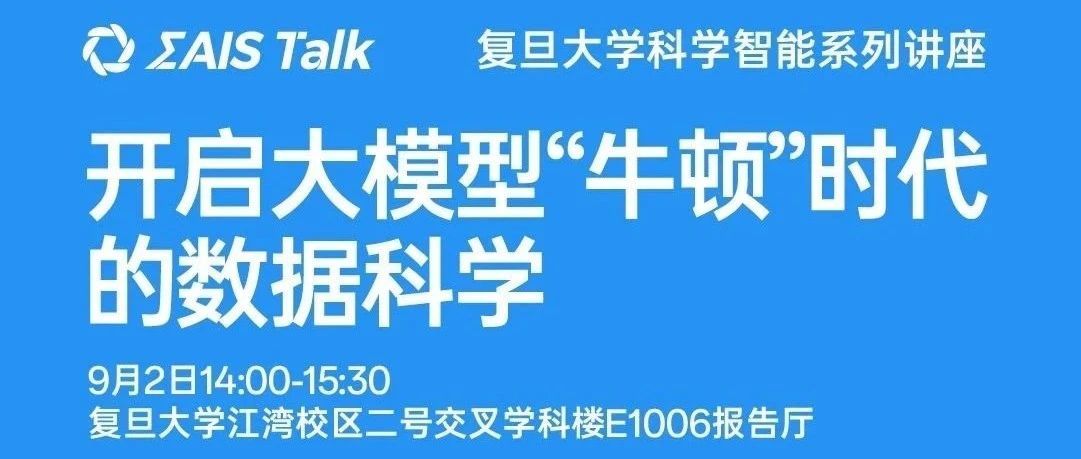 ΣAIS Talk
复旦大学科学智能系列讲座
开启大模型“牛顿”时代
的数据科学
9月2日14:00-15:30
复旦大学江湾校区二号交叉学科楼E1006报告厅